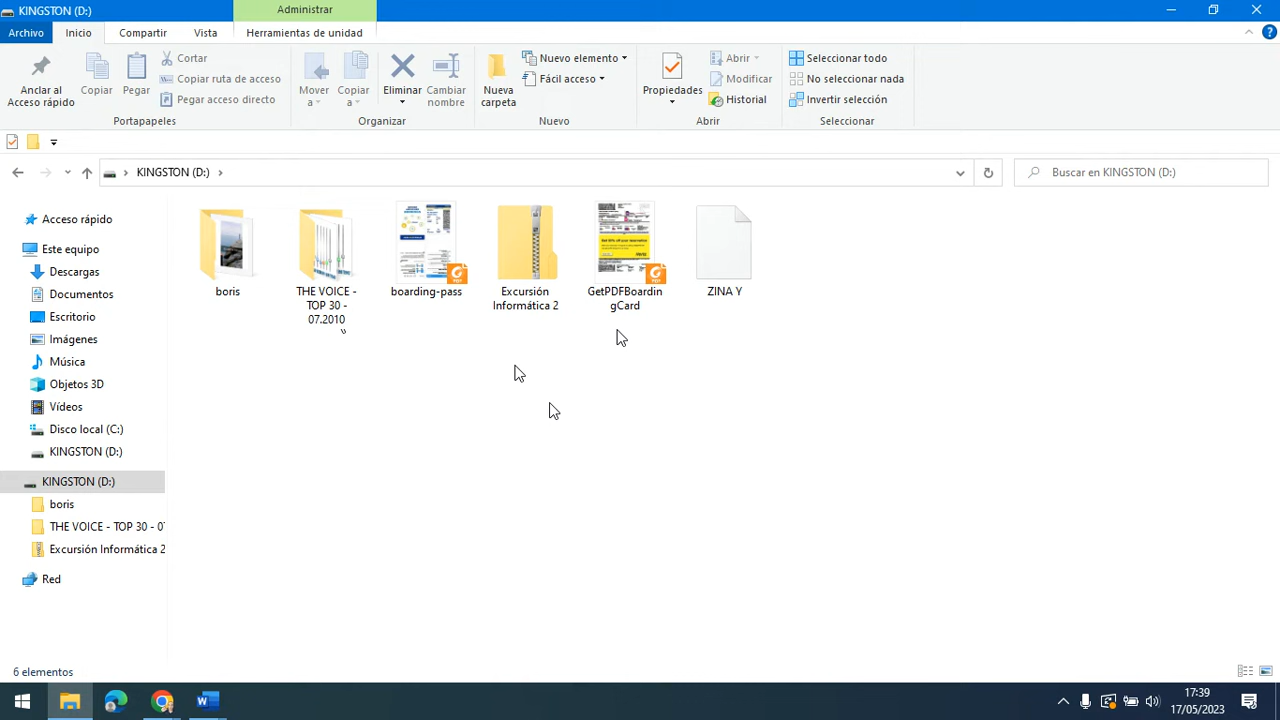 KINGSTON (D:)
Administrar
Archivo
Inicio
Compartir
Vista
Herramientas de unidad
Anclar al
Acceso rápido
Copiar
Pegar
Cortar
Copiar ruta de acceso
Pegar acceso directo
Portapapeles
Mover
a
Copiar
a
Eliminar
Cambiar
nombre
Organizar
Nueva
carpeta
Nuevo elemento
Fácil acceso
Nuevo
Propiedades
Abrir
Modificar
Historial
Abrir
Seleccionar todo
No seleccionar nada
Invertir selección
Seleccionar
KINGSTON (D:)
Buscar en KINGSTON (D:)
Acceso rápido
Este equipo
Descargas
Documentos
Escritorio
Imágenes
Música
Objetos 3D
Vídeos
Disco local (C:)
KINGSTON (D:)
KINGSTON (D:)
boris
THE VOICE - TOP 30 - 07
Excursión Informática 2
Red
boris
THE VOICE -
TOP 30 -
07.2010
boarding-pass
Excursión
Informática 2
GetPDFBoardin
gCard
ZINA Y
6 elementos
17:39
17/05/2023